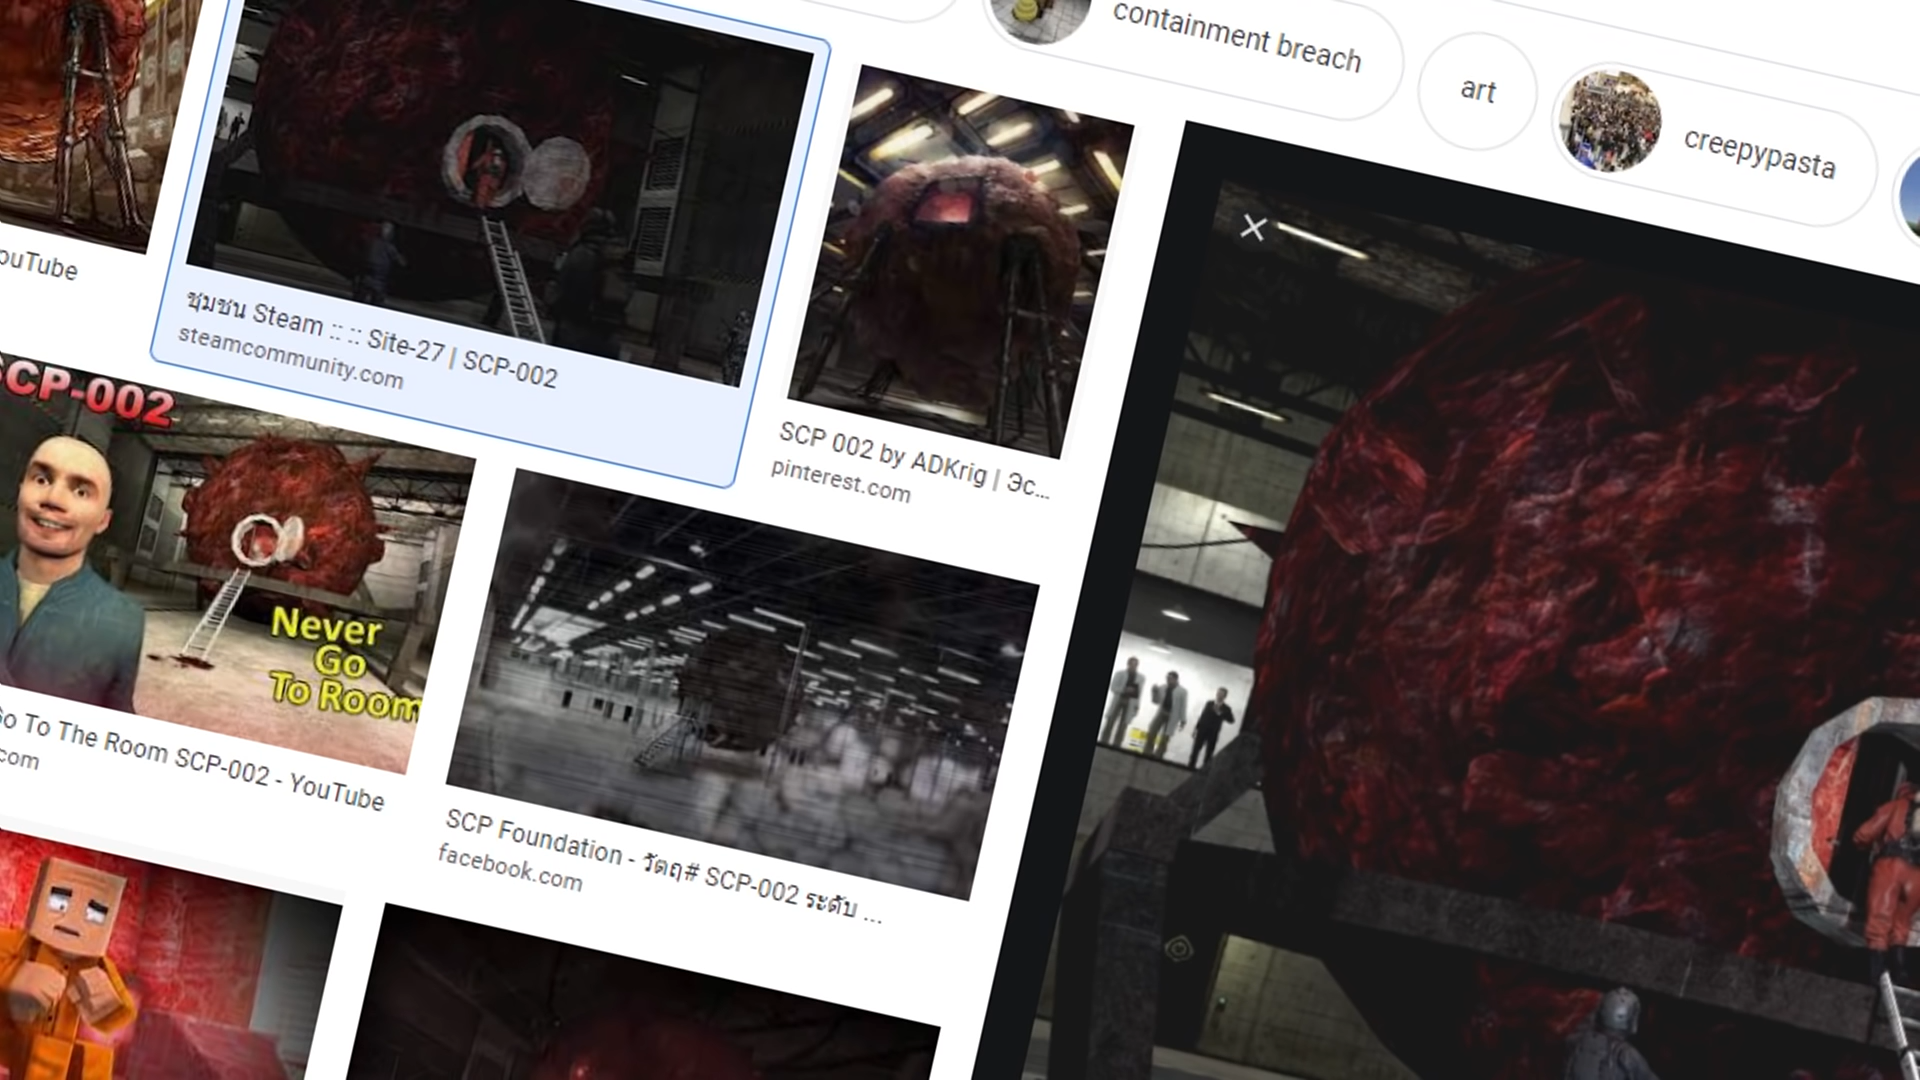 containment breach
art
creepypasta
ouTube
ชุมชน Steam :: :: Site-27 | SCP-002
steamcommunity.com
SCP 002 by ADKrig | Эс...
pinterest.com
SCP-002
Never
Go
To Room
Go To The Room SCP-002 - YouTube
.com
SCP Foundation - วัตถุ# SCP-002 ระดับ ...
facebook.com